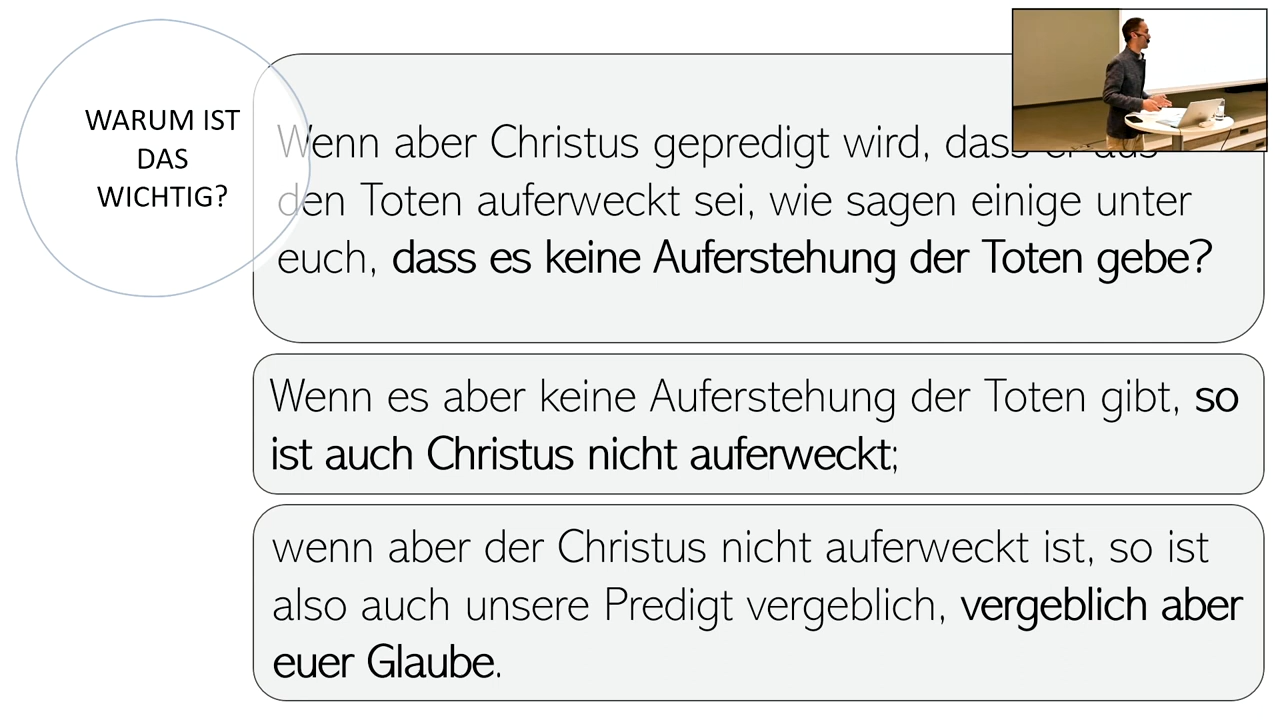 WARUM IST
DAS
WICHTIG?
Wenn aber Christus gepredigt wird, dass er aus
den Toten auferweckt sei, wie sagen einige unter
euch, dass es keine Auferstehung der Toten gebe?
Wenn es aber keine Auferstehung der Toten gibt, so
ist auch Christus nicht auferweckt;
wenn aber der Christus nicht auferweckt ist, so ist
also auch unsere Predigt vergeblich, vergeblich aber
euer Glaube.